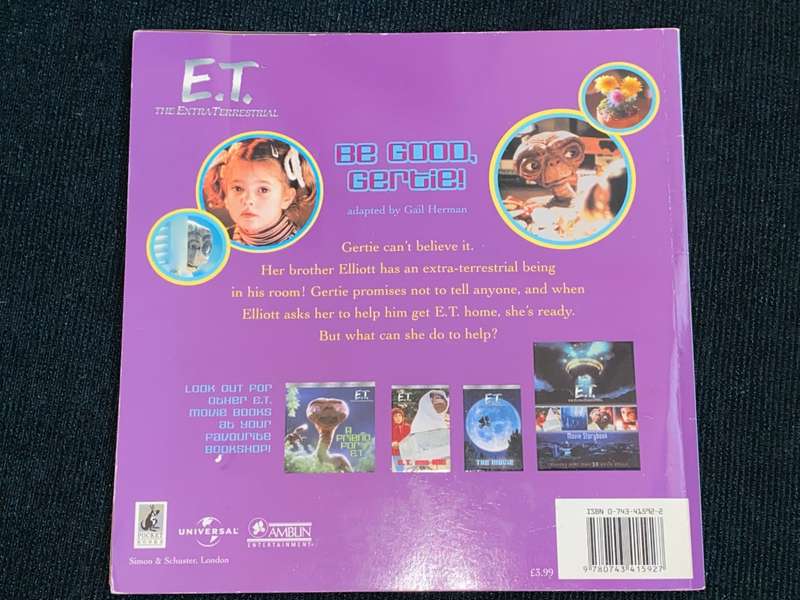 E.T.
THE EXTRA-TERRESTRIAL
BE GOOD,
GERTIE!
adapted by Gail Herman
Gertie can't believe it.
Her brother Elliott has an extra-terrestrial being
in his room! Gertie promises not to tell anyone, and when
Elliott asks her to help him get E.T. home, she's ready.
But what can she do to help?
LOOK OUT FOR
OTHER E.T.
MOVIE BOOKS
AT YOUR
FAVOURITE
BOOKSHOP!
E.T.
A
Friend
For
E.T.
E.T.
E.T. and Me
E.T.
THE MOVIE
E.T.
Movie Storybook
POCKET
BOOKS
UNIVERSAL
AMBLIN
ENTERTAINMENT
Simon & Schuster, London
£3.99
ISBN 0-743-41592-2
9 780743 415927